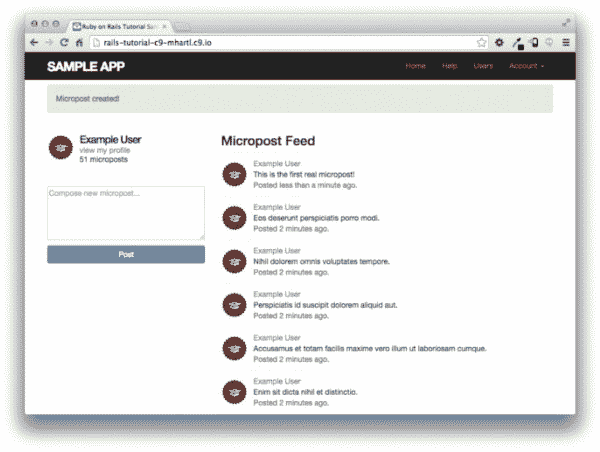 Ruby on Rails Tutorial Sam
rails-tutorial-c9-mhartl.c9.io
SAMPLE APP
Home Help Users Account
Micropost created!
Example User
view my profile
51 microposts
Compose new micropost...
Post
Micropost Feed
Example User
This is the first real micropost!
Posted less than a minute ago.
Example User
Eos deserunt perspiciatis porro modi.
Posted 2 minutes ago.
Example User
Nihil dolorem omnis voluptates tempore.
Posted 2 minutes ago.
Example User
Perspiciatis id suscipit dolorem aliquid aut.
Posted 2 minutes ago.
Example User
Accusamus et totam facilis maxime vero illum ut laboriosam cumque.
Posted 2 minutes ago.
Example User
Enim sit dicta nihil et distinctio.
Posted 2 minutes ago.